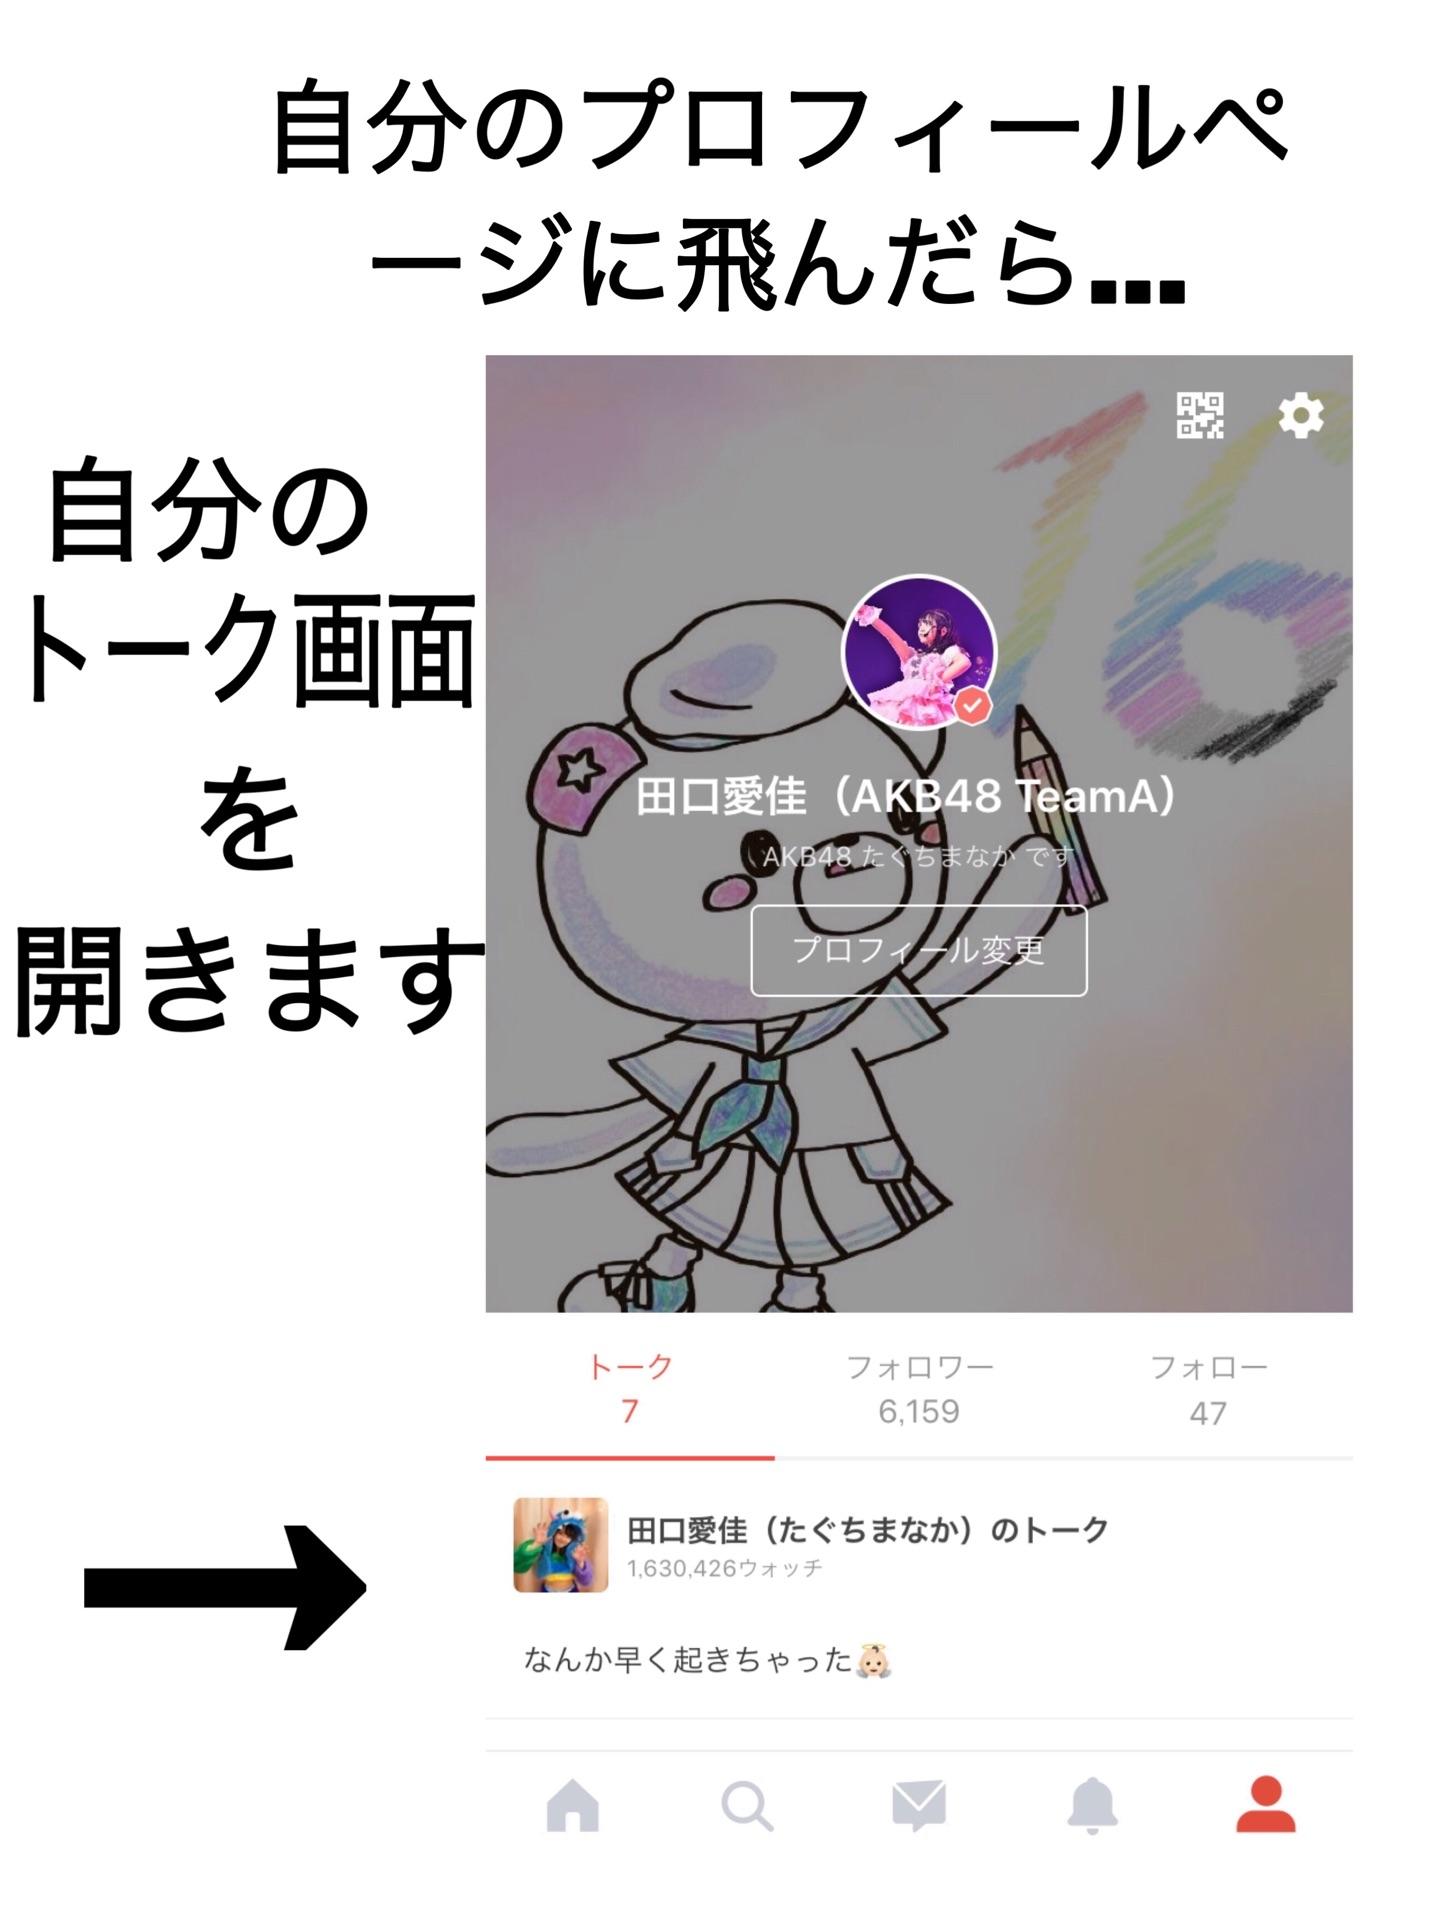 自分のプロフィールペ
ージに飛んだら...
自分の
トーク画面
を
開きます
16
田口愛佳（AKB48 TeamA）
AKB48 たぐちまなか です
プロフィール変更
トーク
7
フォロワー
6,159
フォロー
47
田口愛佳（たぐちまなか）のトーク
1,630,426ウォッチ
なんか早く起きちゃった👼🏻